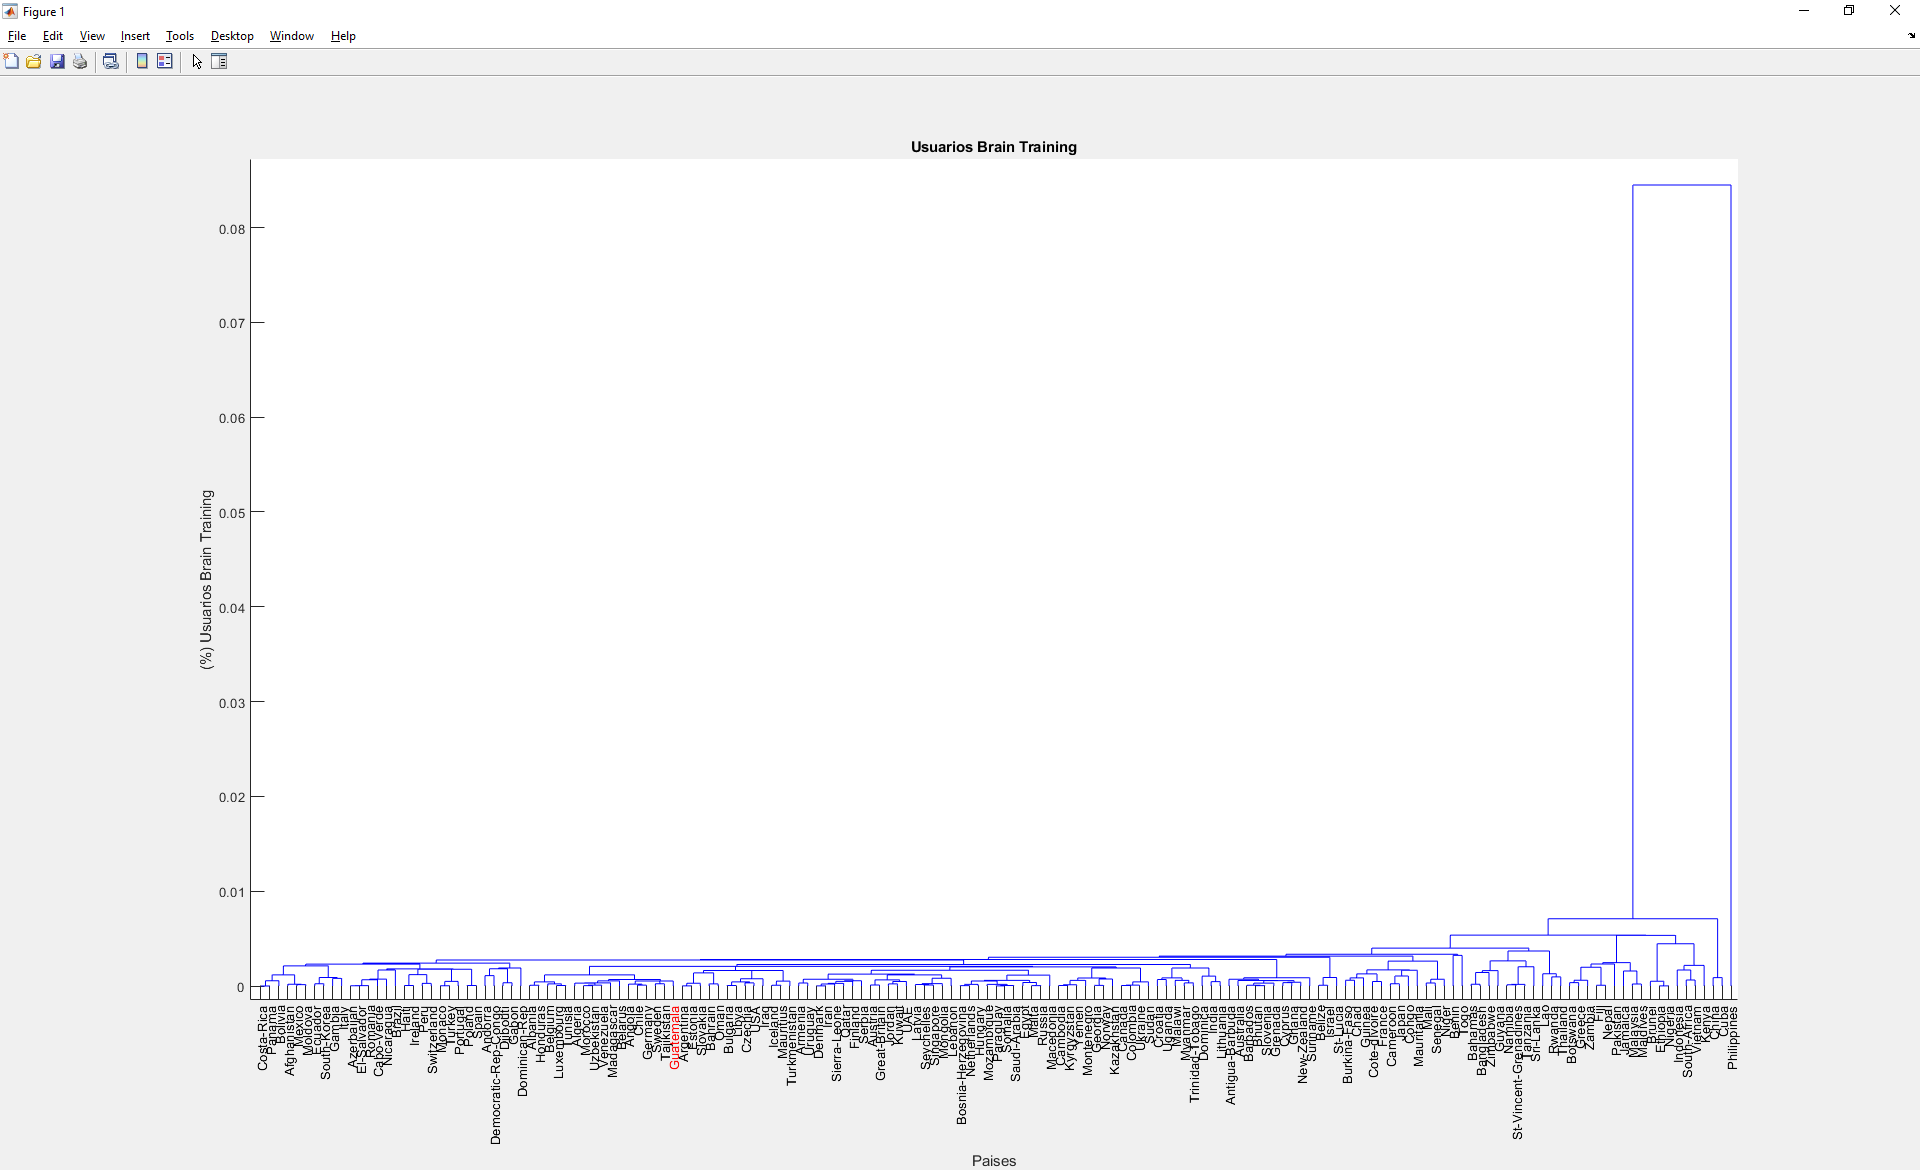 Figure 1
File Edit View Insert Tools Desktop Window Help
Usuarios Brain Training
0.08
0.07
0.06
0.05
0.04
0.03
0.02
0.01
0
(%) Usuarios Brain Training
Costa-Rica
Panama
Bolivia
Afghanistan
Mexico
Moldova
Ecuador
South-Korea
Gambia
Italy
Azerbaijan
El-Salvador
Romania
Cabo-Verde
Nicaragua
Brazil
Haiti
Ireland
Peru
Switzerland
Monaco
Turkey
Portugal
Poland
Spain
Andorra
Democratic-Rep-Congo
Djibouti
Gabon
Dominican-Rep
Albania
Honduras
Belgium
Luxembourg
Tunisia
Algeria
Morocco
Uzbekistan
Venezuela
Madagascar
Belarus
Angola
Chile
Germany
Sweden
Tajikistan
Guatemala
Argentina
Estonia
Slovakia
Bahrain
Oman
Bulgaria
Libya
Czechia
USA
Iraq
Iceland
Mauritius
Turkmenistan
Armenia
Uruguay
Denmark
Iran
Sierra-Leone
Qatar
Finland
Serbia
Austria
Great-Britain
Jordan
Kuwait
UAE
Latvia
Seychelles
Singapore
Mongolia
Lebanon
Bosnia-Herzegovina
Netherlands
Hungary
Mozambique
Paraguay
Somalia
Saudi-Arabia
Egypt
Malta
Russia
Macedonia
Cambodia
Kyrgyzstan
Yemen
Montenegro
Georgia
Norway
Kazakhstan
Canada
Colombia
Ukraine
Sudan
Croatia
Uganda
Malawi
Myanmar
Trinidad-Tobago
Dominica
India
Lithuania
Antigua-Barbuda
Australia
Barbados
Bhutan
Slovenia
Grenada
Cyprus
Ghana
New-Zealand
Suriname
Belize
Israel
St-Lucia
Burkina-Faso
Chad
Guinea
Cote-d'Ivoire
France
Cameroon
Japan
Congo
Mauritania
Mali
Senegal
Niger
Benin
Togo
Bahames
Bangladesh
Zimbabwe
Guyana
Namibia
St-Vincent-Grenadines
Tanzania
Sri-Lanka
Lao
Rwanda
Thailand
Botswana
Greece
Zambia
Fiji
Nepal
Pakistan
Jamaica
Malaysia
Maldives
Brunei
Ethiopia
Nigeria
Indonesia
South-Africa
Vietnam
Kenya
China
Cuba
Philippines
Paises